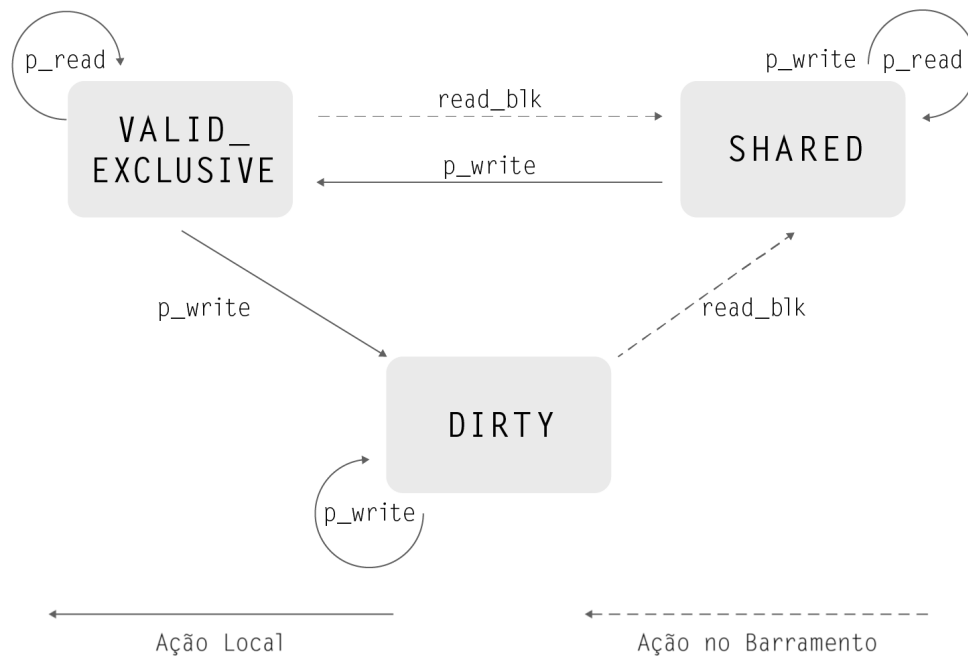 p_read
p_write
p_read
VALID_
EXCLUSIVE
read_blk
SHARED
p_write
p_write
read_blk
DIRTY
p_write
Ação Local
Ação no Barramento